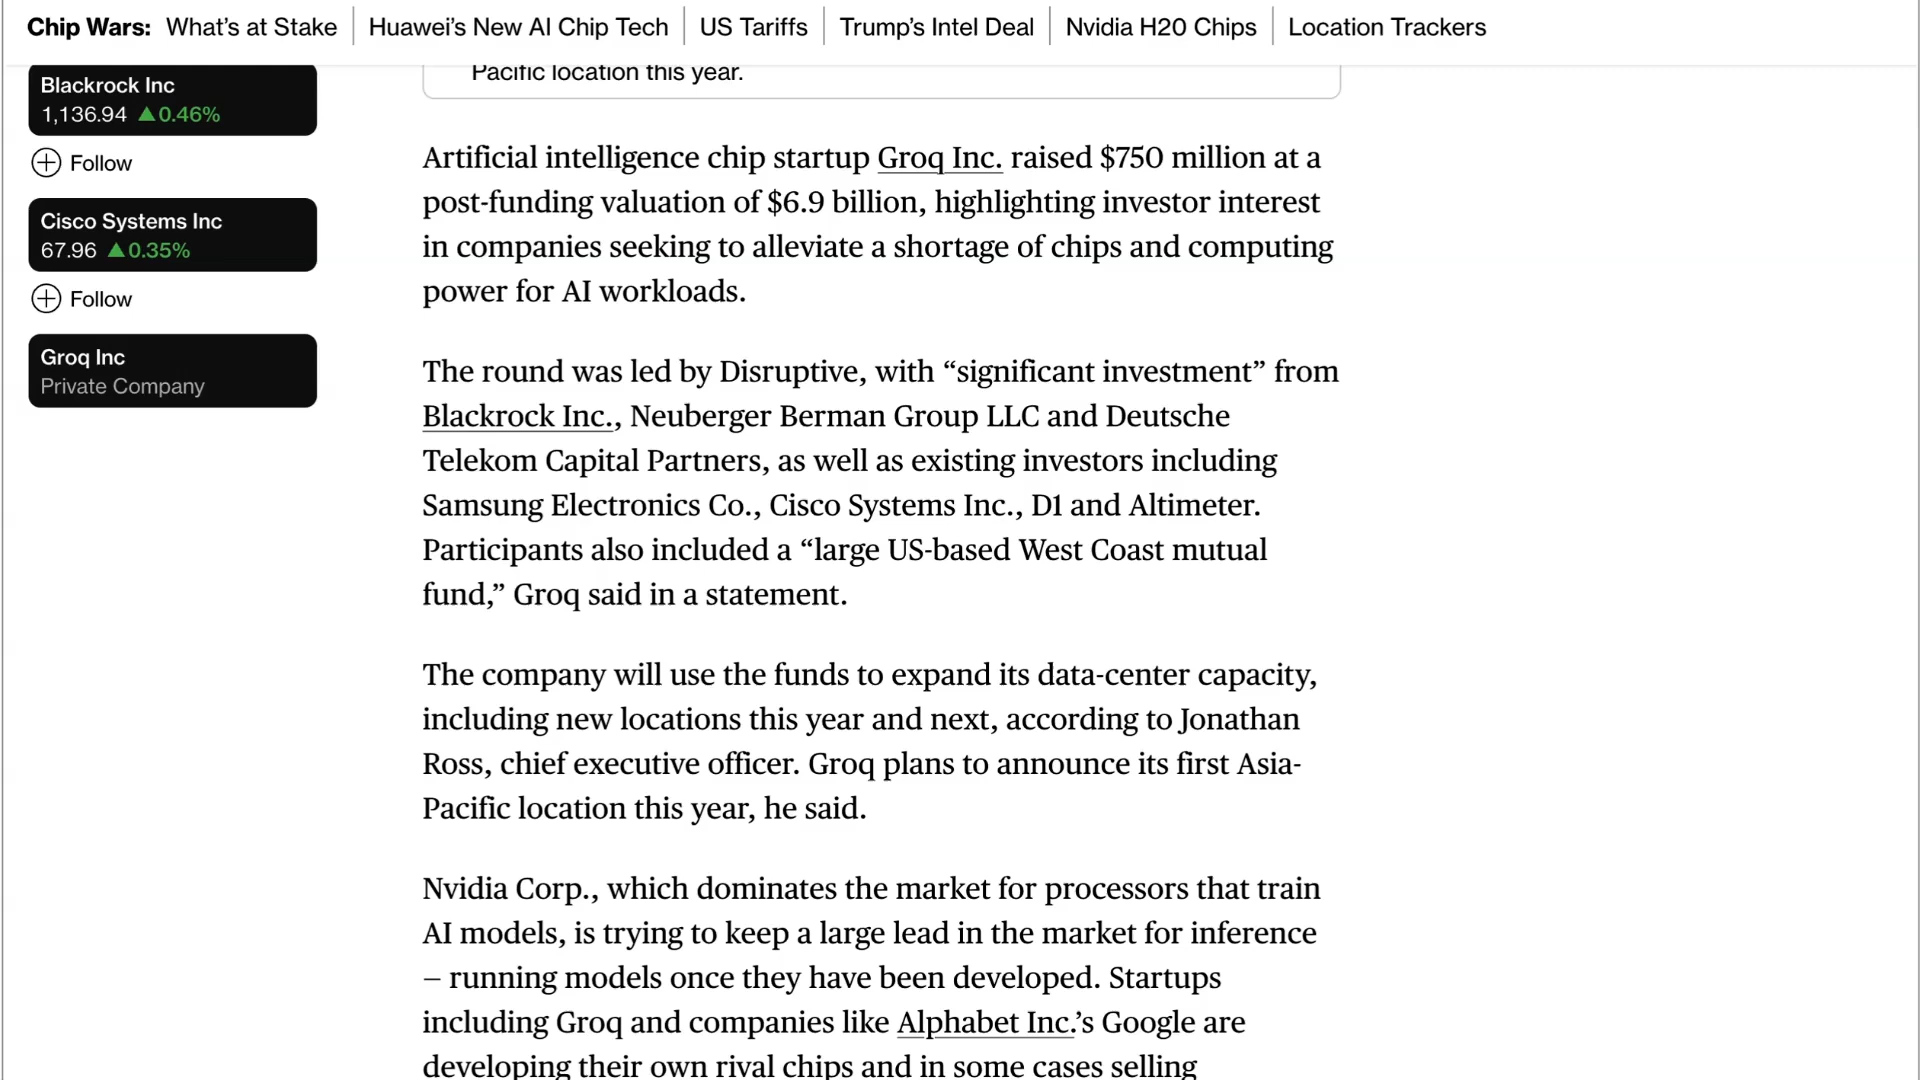 Chip Wars: What's at Stake Huawei's New AI Chip Tech US Tariffs Trump's Intel Deal Nvidia H20 Chips Location Trackers
Blackrock Inc
1,136.94 ▲0.46%
Follow
Cisco Systems Inc
67.96 ▲0.35%
Follow
Groq Inc
Private Company
Pacific location this year.
Artificial intelligence chip startup Groq Inc. raised $750 million at a
post-funding valuation of $6.9 billion, highlighting investor interest
in companies seeking to alleviate a shortage of chips and computing
power for AI workloads.
The round was led by Disruptive, with “significant investment” from
Blackrock Inc., Neuberger Berman Group LLC and Deutsche
Telekom Capital Partners, as well as existing investors including
Samsung Electronics Co., Cisco Systems Inc., D1 and Altimeter.
Participants also included a “large US-based West Coast mutual
fund,” Groq said in a statement.
The company will use the funds to expand its data-center capacity,
including new locations this year and next, according to Jonathan
Ross, chief executive officer. Groq plans to announce its first Asia-
Pacific location this year, he said.
Nvidia Corp., which dominates the market for processors that train
AI models, is trying to keep a large lead in the market for inference
– running models once they have been developed. Startups
including Groq and companies like Alphabet Inc.’s Google are
developing their own rival chips and in some cases selling